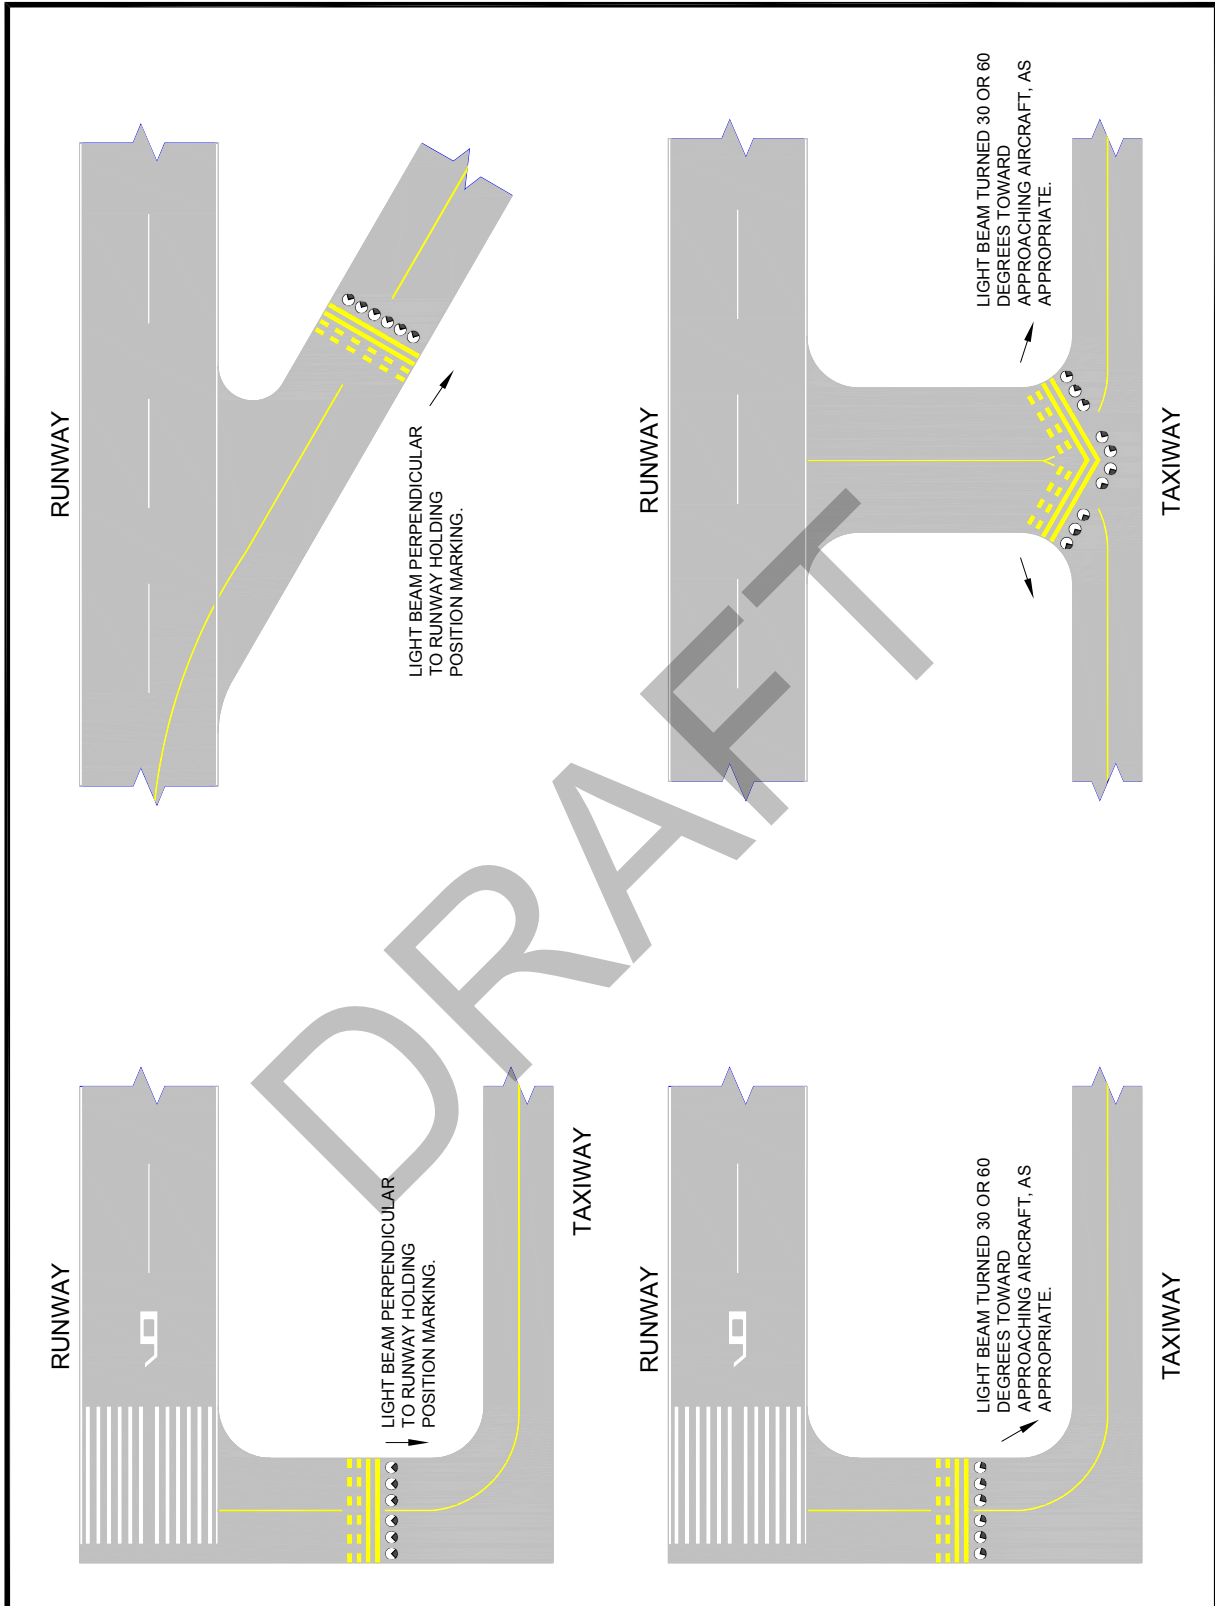 RUNWAY
9
LIGHT BEAM PERPENDICULAR
TO RUNWAY HOLDING
POSITION MARKING.
TAXIWAY
RUNWAY
LIGHT BEAM PERPENDICULAR
TO RUNWAY HOLDING
POSITION MARKING.
RUNWAY
9
LIGHT BEAM TURNED 30 OR 60
DEGREES TOWARD
APPROACHING AIRCRAFT, AS
APPROPRIATE.
TAXIWAY
RUNWAY
LIGHT BEAM TURNED 30 OR 60
DEGREES TOWARD
APPROACHING AIRCRAFT, AS
APPROPRIATE.
TAXIWAY
DRAFT